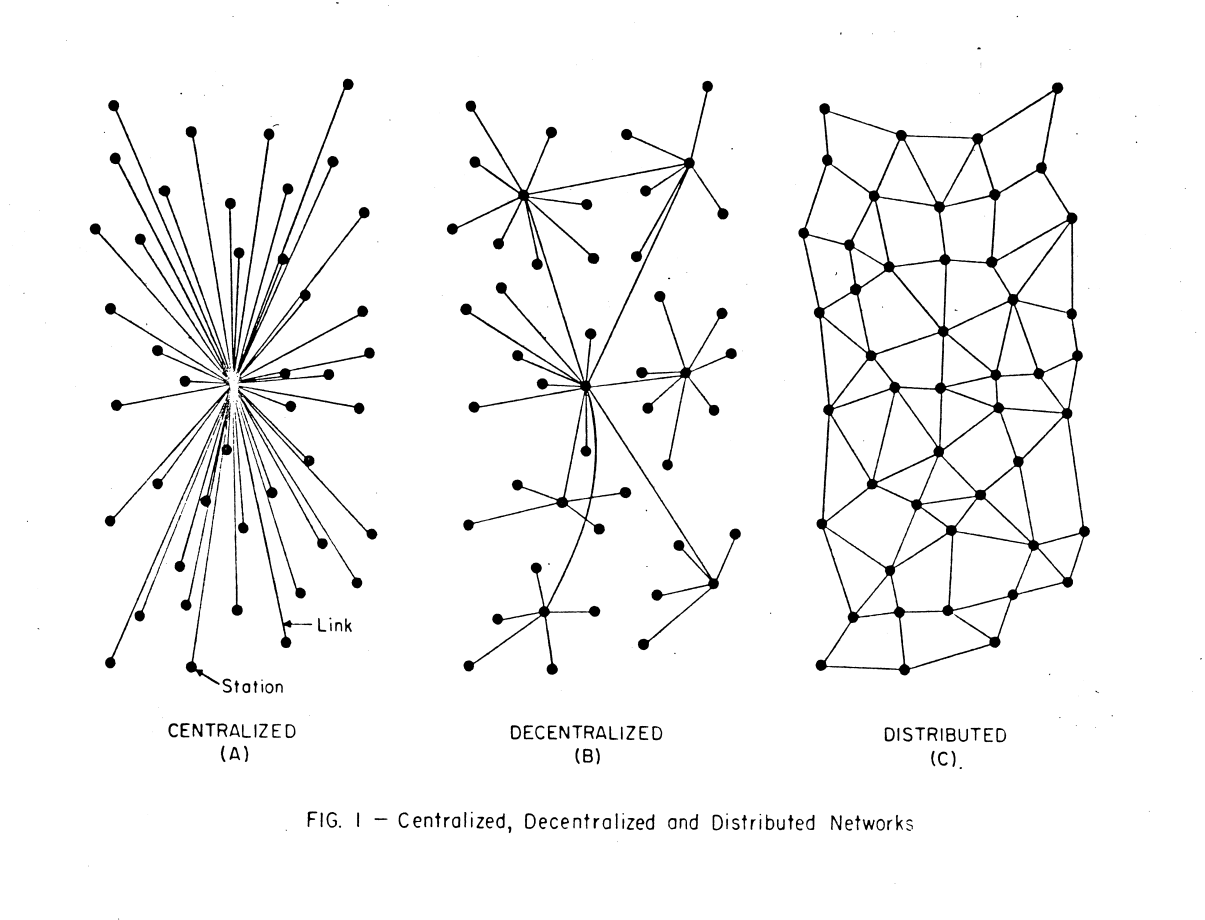 Link
Station
CENTRALIZED
(A)
DECENTRALIZED
(B)
DISTRIBUTED
(C)
FIG. I — Centralized, Decentralized and Distributed Networks